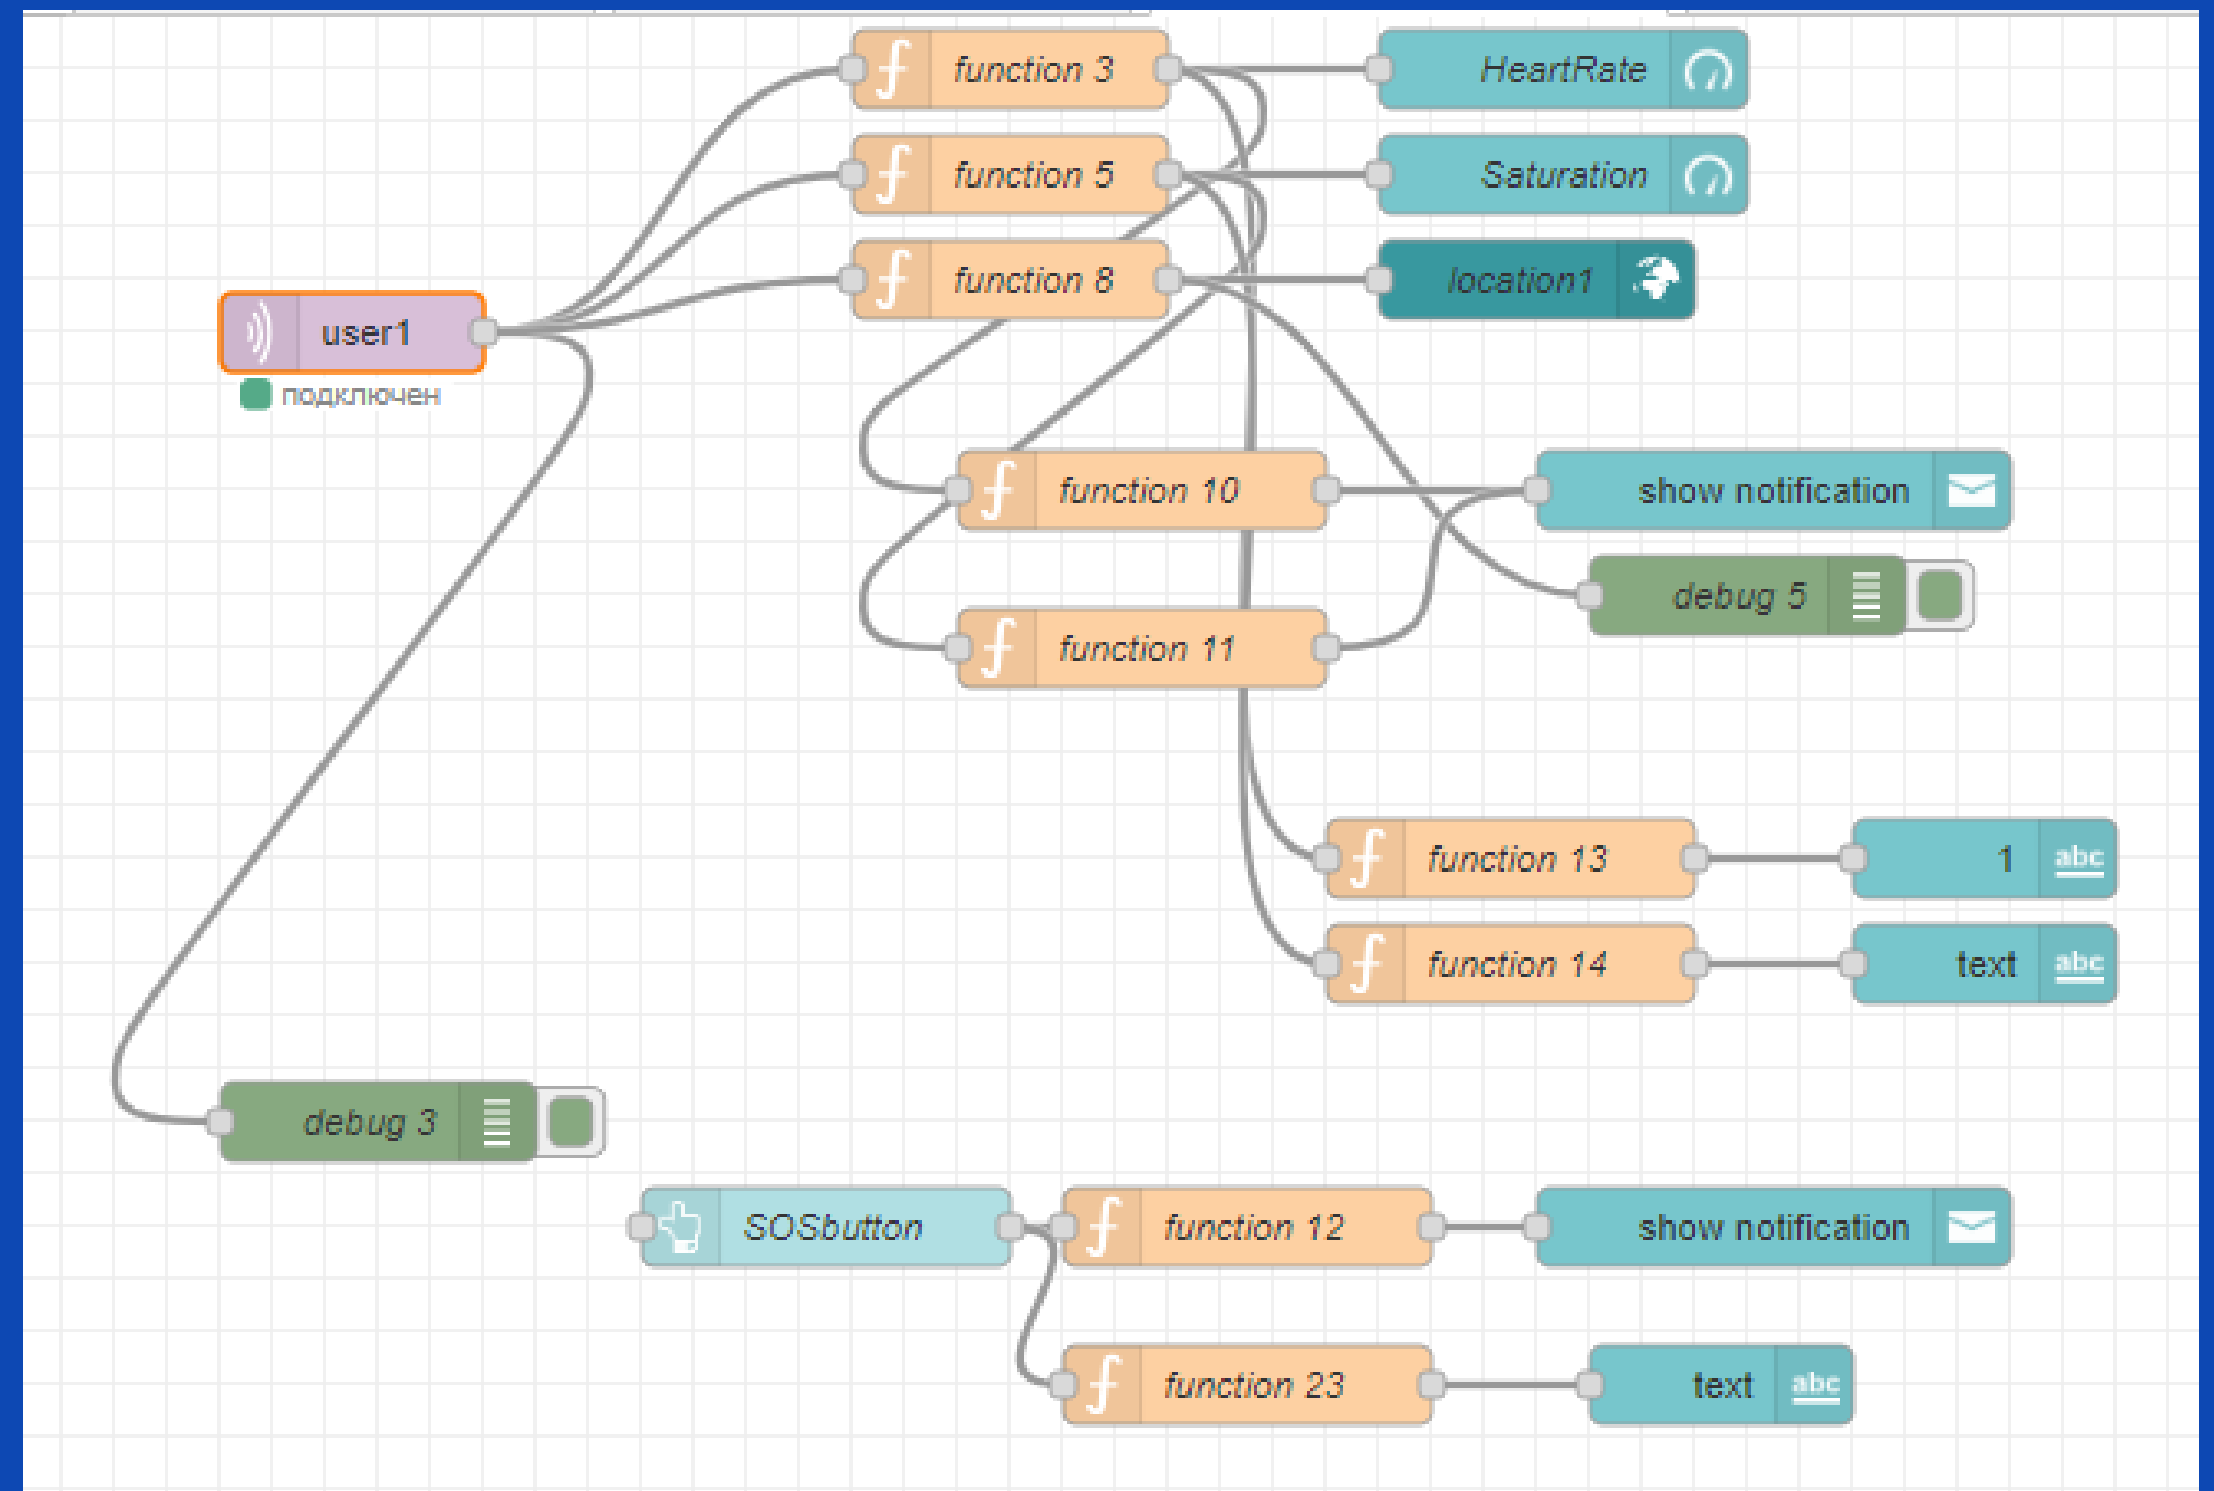 function 3
HeartRate
function 5
Saturation
function 8
location1
user1
подключен
function 10
show notification
debug 5
function 11
function 13
1
abc
function 14
text
abc
debug 3
SOSbutton
function 12
show notification
function 23
text
abc